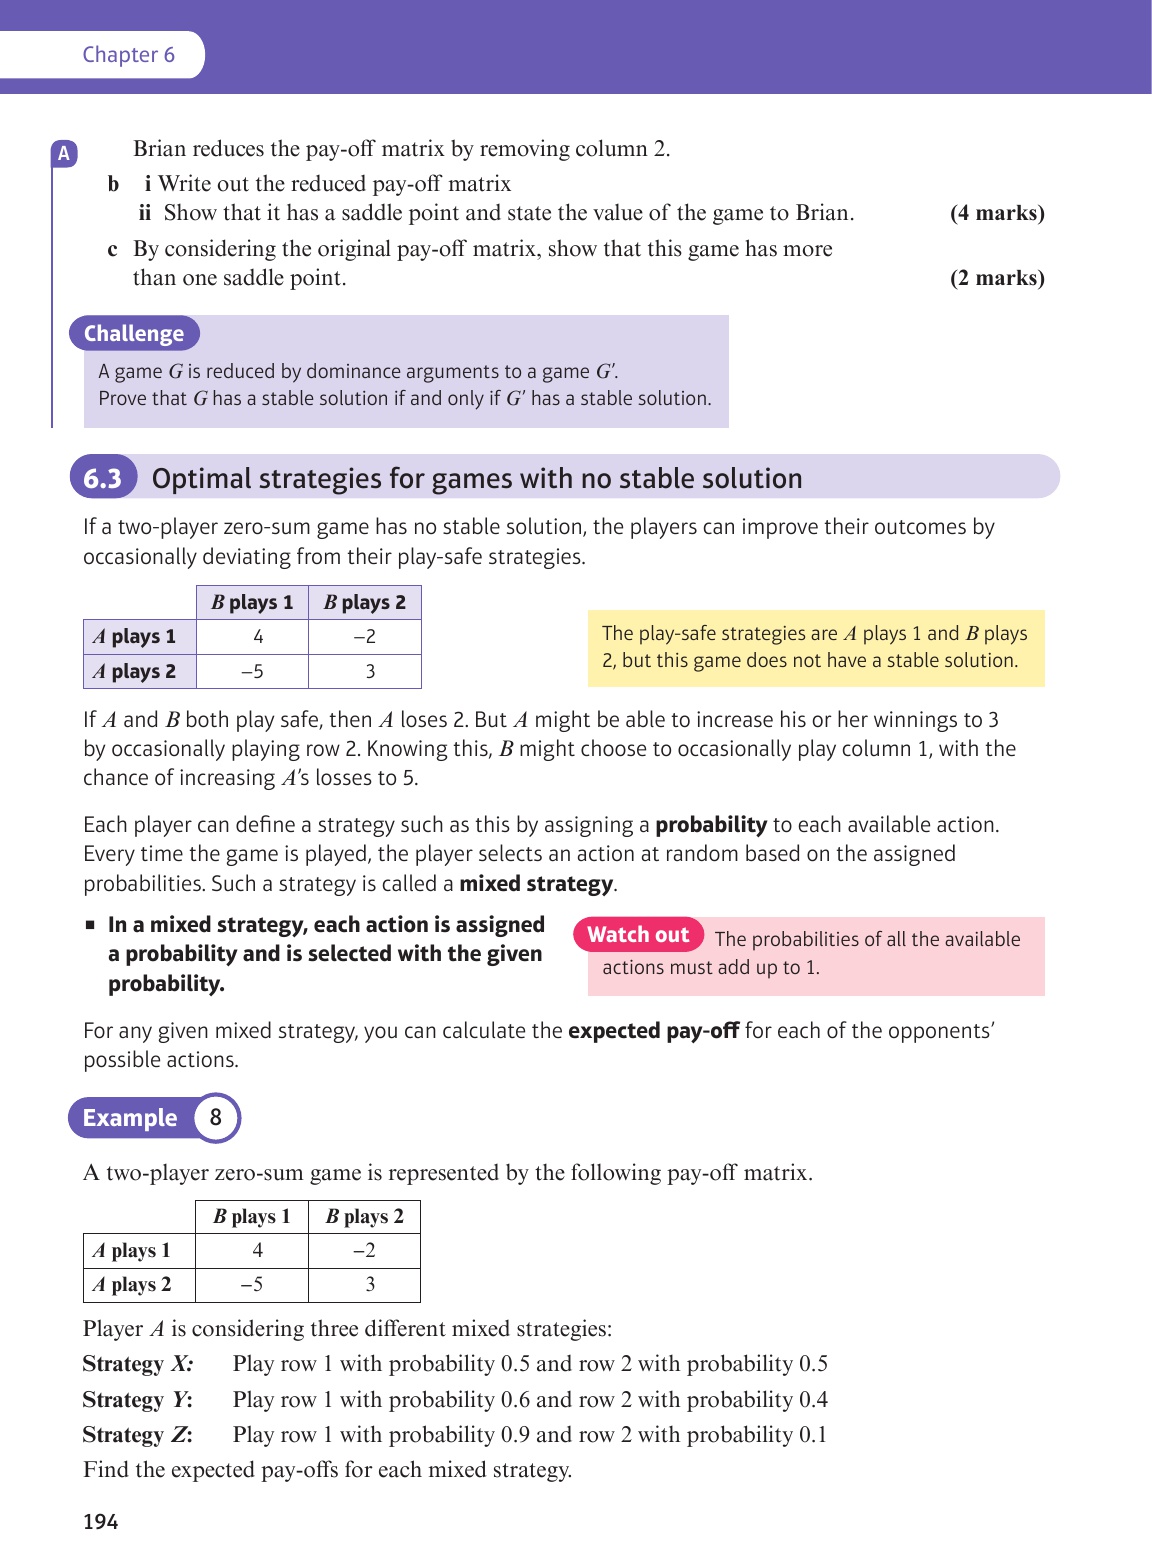 Chapter 6
A
Brian reduces the pay-off matrix by removing column 2.
b i Write out the reduced pay-off matrix
ii Show that it has a saddle point and state the value of the game to Brian. (4 marks)
c By considering the original pay-off matrix, show that this game has more
than one saddle point. (2 marks)
Challenge
A game G is reduced by dominance arguments to a game G′.
Prove that G has a stable solution if and only if G′ has a stable solution.
6.3 Optimal strategies for games with no stable solution
If a two-player zero-sum game has no stable solution, the players can improve their outcomes by
occasionally deviating from their play-safe strategies.
B plays 1 B plays 2
A plays 1 4 −2
A plays 2 −5 3
The play-safe strategies are A plays 1 and B plays
2, but this game does not have a stable solution.
If A and B both play safe, then A loses 2. But A might be able to increase his or her winnings to 3
by occasionally playing row 2. Knowing this, B might choose to occasionally play column 1, with the
chance of increasing A’s losses to 5.
Each player can define a strategy such as this by assigning a probability to each available action.
Every time the game is played, the player selects an action at random based on the assigned
probabilities. Such a strategy is called a mixed strategy.
▪ In a mixed strategy, each action is assigned
a probability and is selected with the given
probability.
Watch out The probabilities of all the available
actions must add up to 1.
For any given mixed strategy, you can calculate the expected pay-off for each of the opponents’
possible actions.
Example 8
A two-player zero-sum game is represented by the following pay-off matrix.
B plays 1 B plays 2
A plays 1 4 −2
A plays 2 −5 3
Player A is considering three different mixed strategies:
Strategy X: Play row 1 with probability 0.5 and row 2 with probability 0.5
Strategy Y: Play row 1 with probability 0.6 and row 2 with probability 0.4
Strategy Z: Play row 1 with probability 0.9 and row 2 with probability 0.1
Find the expected pay-offs for each mixed strategy.
194